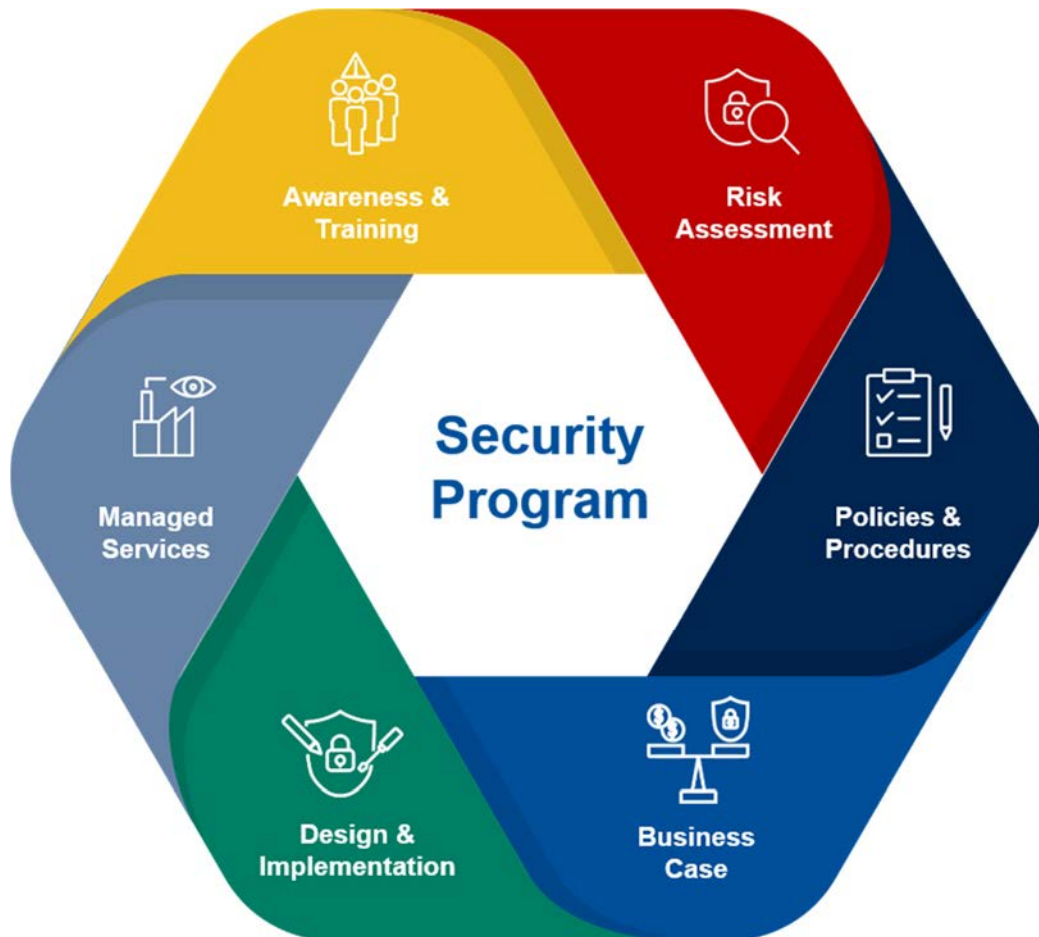 Awareness &
Training
Risk
Assessment
Security
Program
Managed
Services
Policies &
Procedures
Design &
Implementation
Business
Case